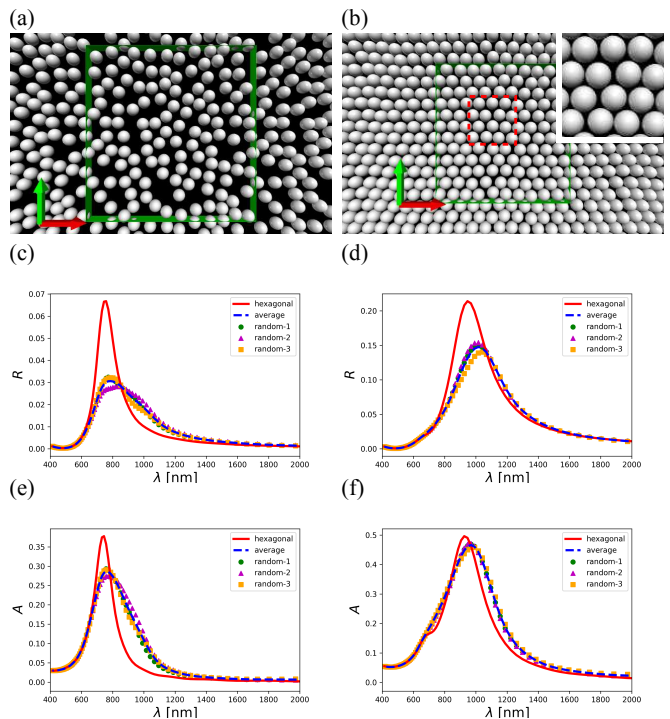 (a)
(b)
(c)
(d)
0.07
0.06
0.05
0.04
0.03
0.02
0.01
0.00
R
400
600
800
1000
1200
1400
1600
1800
2000
λ [nm]
hexagonal
average
random-1
random-2
random-3
0.20
0.15
0.10
0.05
0.00
R
400
600
800
1000
1200
1400
1600
1800
2000
λ [nm]
hexagonal
average
random-1
random-2
random-3
(e)
(f)
0.35
0.30
0.25
0.20
0.15
0.10
0.05
0.00
A
400
600
800
1000
1200
1400
1600
1800
2000
λ [nm]
hexagonal
average
random-1
random-2
random-3
0.5
0.4
0.3
0.2
0.1
0.0
A
400
600
800
1000
1200
1400
1600
1800
2000
λ [nm]
hexagonal
average
random-1
random-2
random-3